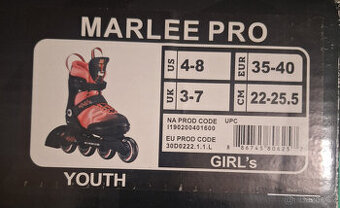 MARLEE PRO
US 4-8 EUR 35-40
UK 3-7 CM 22-25.5
NA PROD CODE UPC
I190200401600
EU PROD CODE
30D0222.1.1.L
GIRL's
YOUTH